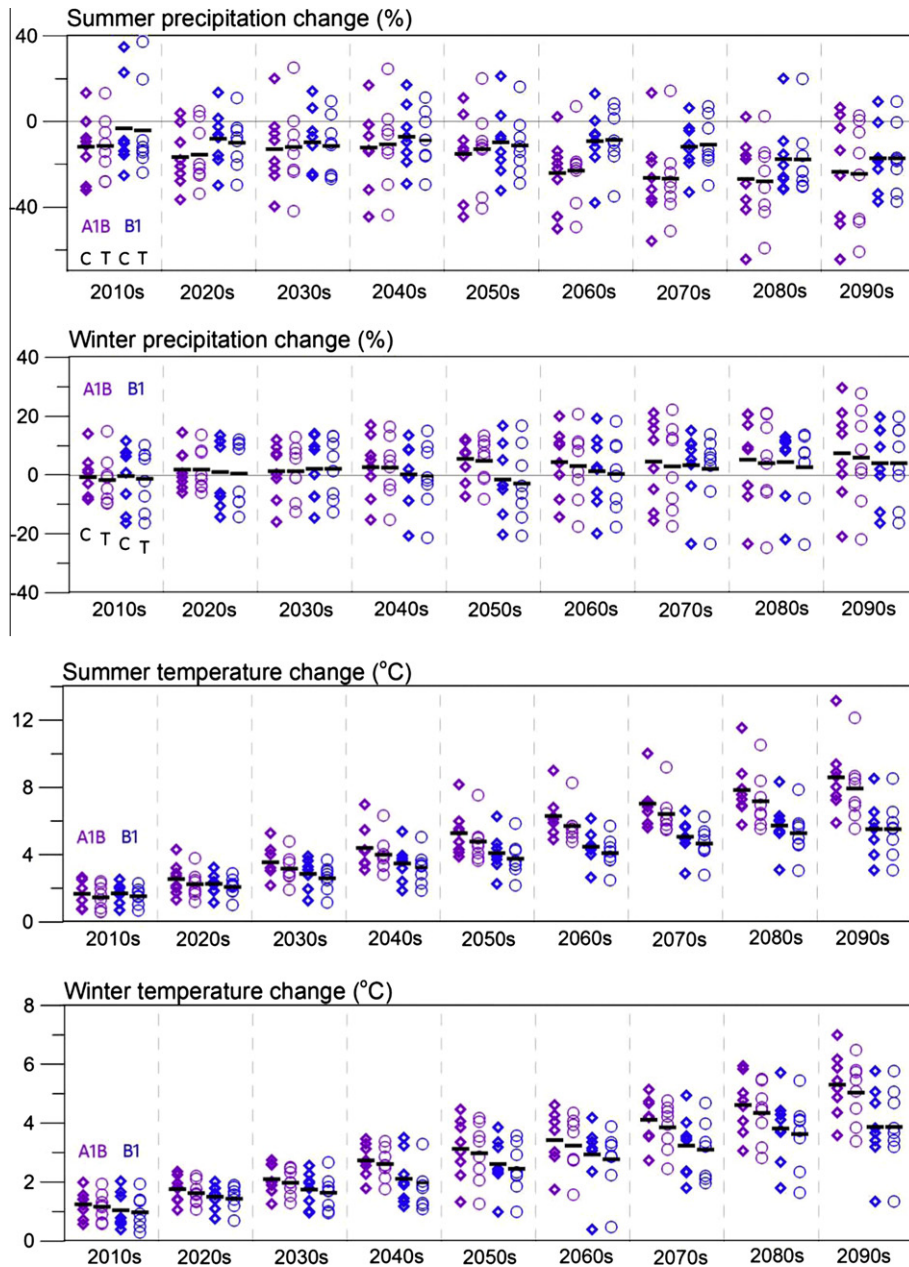 Summer precipitation change (%)
40
0
-40
A1B B1
C T C T
2010s 2020s 2030s 2040s 2050s 2060s 2070s 2080s 2090s
Winter precipitation change (%)
40
20
0
-20
-40
A1B B1
C T C T
2010s 2020s 2030s 2040s 2050s 2060s 2070s 2080s 2090s
Summer temperature change (°C)
12
8
4
0
A1B B1
2010s 2020s 2030s 2040s 2050s 2060s 2070s 2080s 2090s
Winter temperature change (°C)
8
6
4
2
0
A1B B1
2010s 2020s 2030s 2040s 2050s 2060s 2070s 2080s 2090s